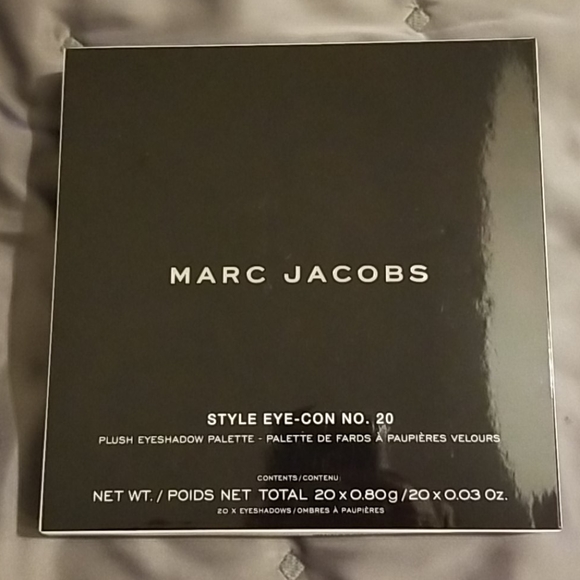 MARC JACOBS
STYLE EYE-CON NO. 20
PLUSH EYESHADOW PALETTE - PALETTE DE FARDS À PAUPIÈRES VELOURS
CONTENTS/CONTENU:
NET WT. / POIDS NET TOTAL 20 x 0.80g/20 x 0.03 Oz.
20 X EYESHADOWS/OMBRES À PAUPIÈRES